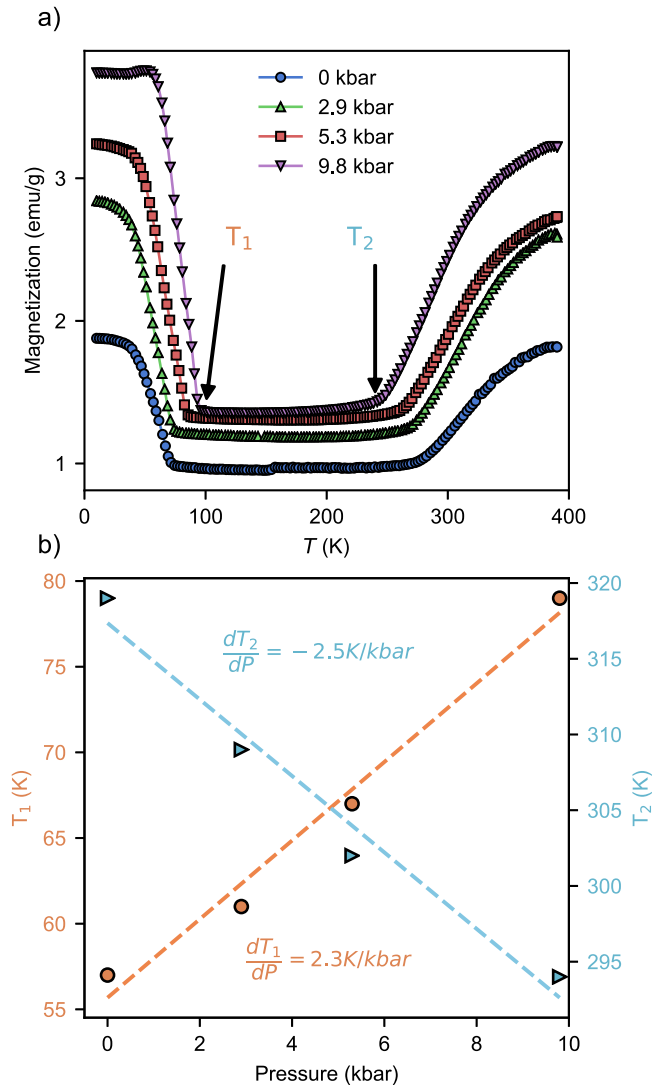 a)
0 kbar
2.9 kbar
5.3 kbar
9.8 kbar
T₁
T₂
Magnetization (emu/g)
3
2
1
0
100
200
300
400
T (K)
b)
80
75
70
65
60
55
T₁ (K)
320
315
310
305
300
295
T₂ (K)
dT₂/dP = −2.5K/kbar
dT₁/dP = 2.3K/kbar
0
2
4
6
8
10
Pressure (kbar)